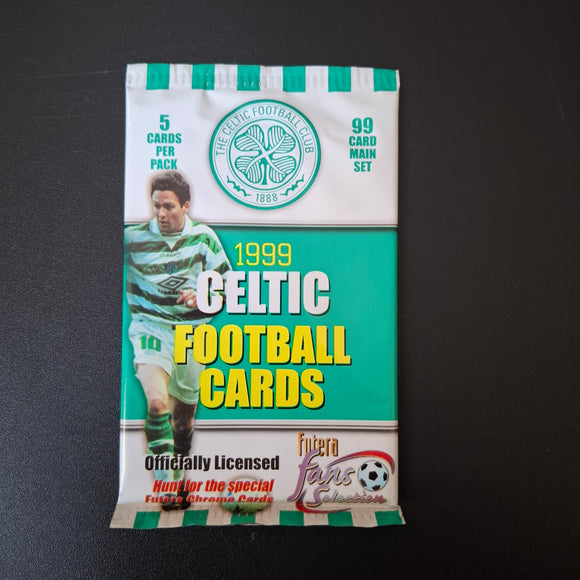 5
CARDS
PER
PACK
THE CELTIC FOOTBALL CLUB
1888
99
CARD
MAIN
SET
1999
CELTIC
FOOTBALL
CARDS
10
Officially Licensed
Hunt for the special
Futera Chrome Cards
Futera
Fans
Selection